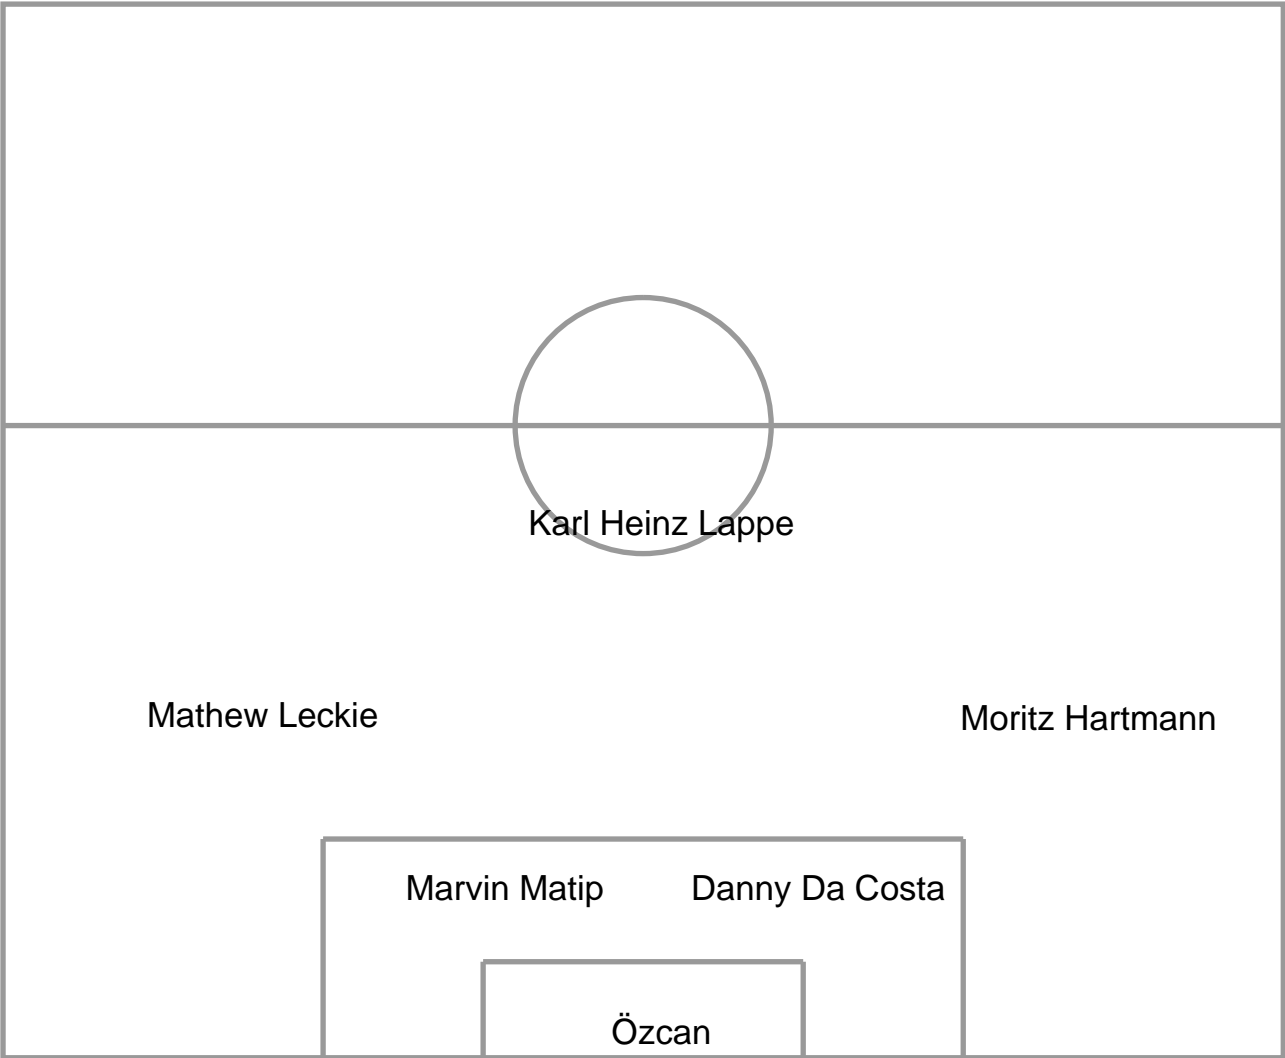 Karl Heinz Lappe
Mathew Leckie
Moritz Hartmann
Marvin Matip
Danny Da Costa
Özcan